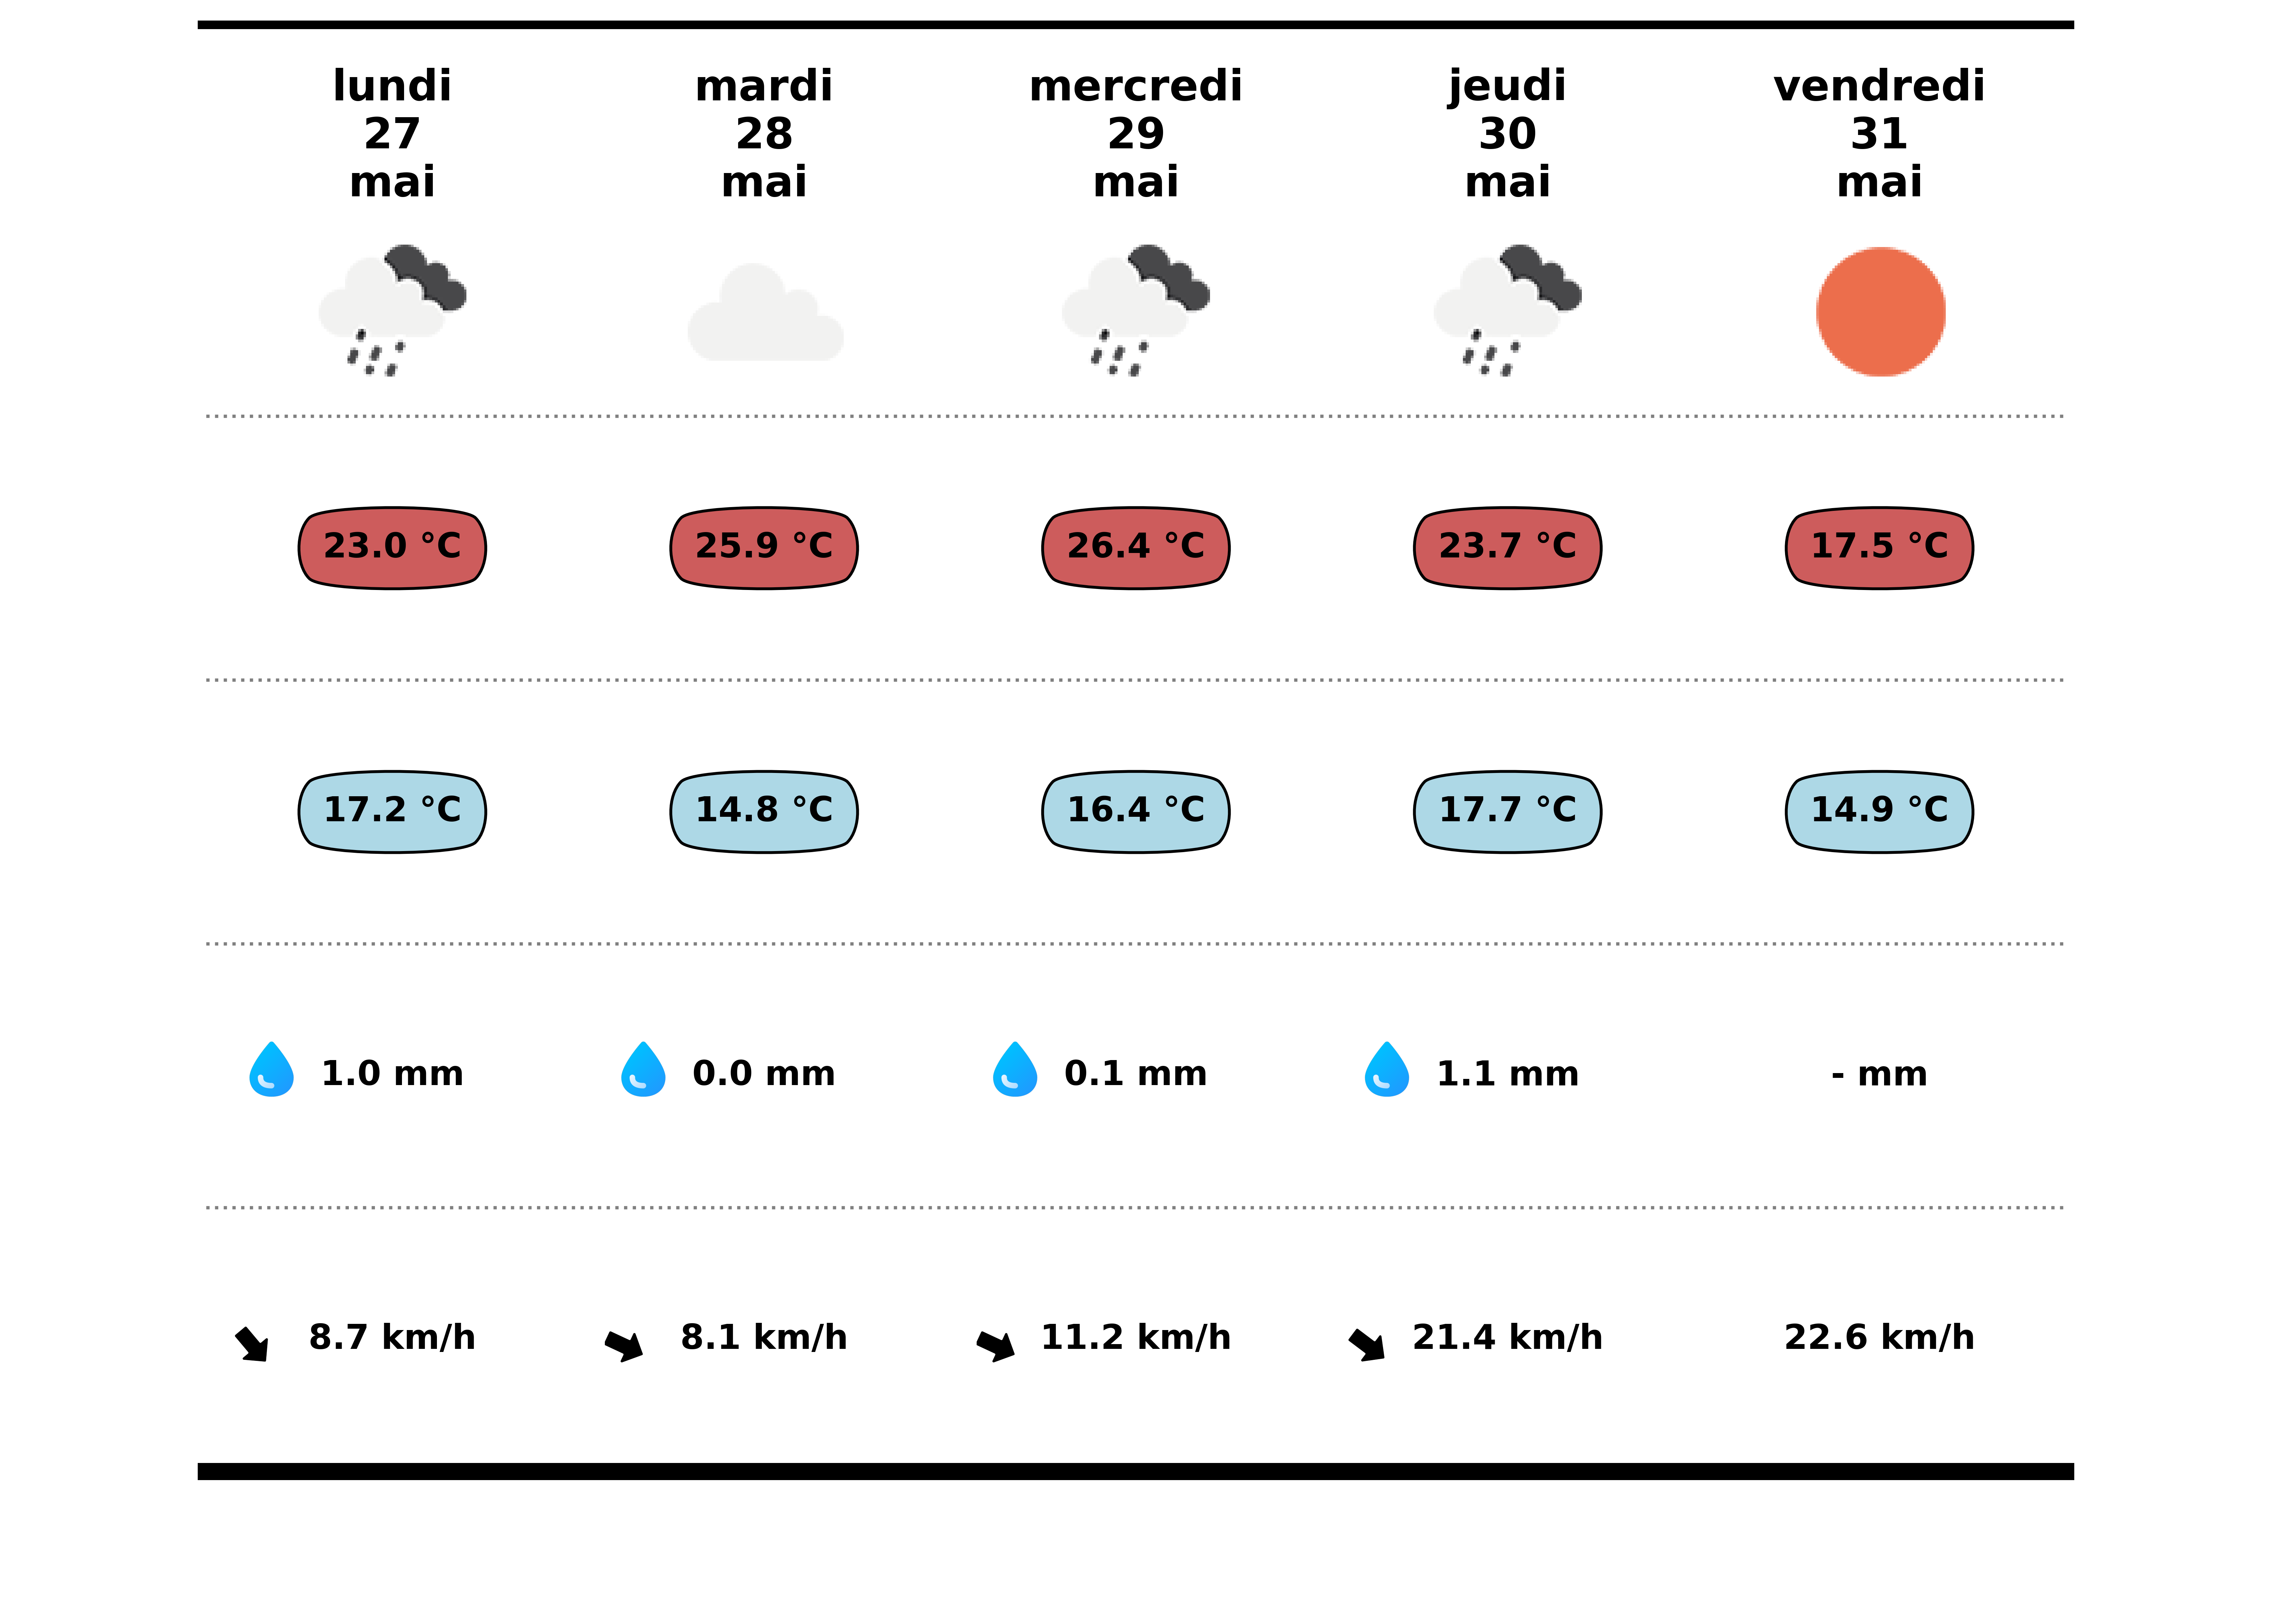 lundi
27
mai
mardi
28
mai
mercredi
29
mai
jeudi
30
mai
vendredi
31
mai
23.0 °C
25.9 °C
26.4 °C
23.7 °C
17.5 °C
17.2 °C
14.8 °C
16.4 °C
17.7 °C
14.9 °C
1.0 mm
0.0 mm
0.1 mm
1.1 mm
- mm
8.7 km/h
8.1 km/h
11.2 km/h
21.4 km/h
22.6 km/h